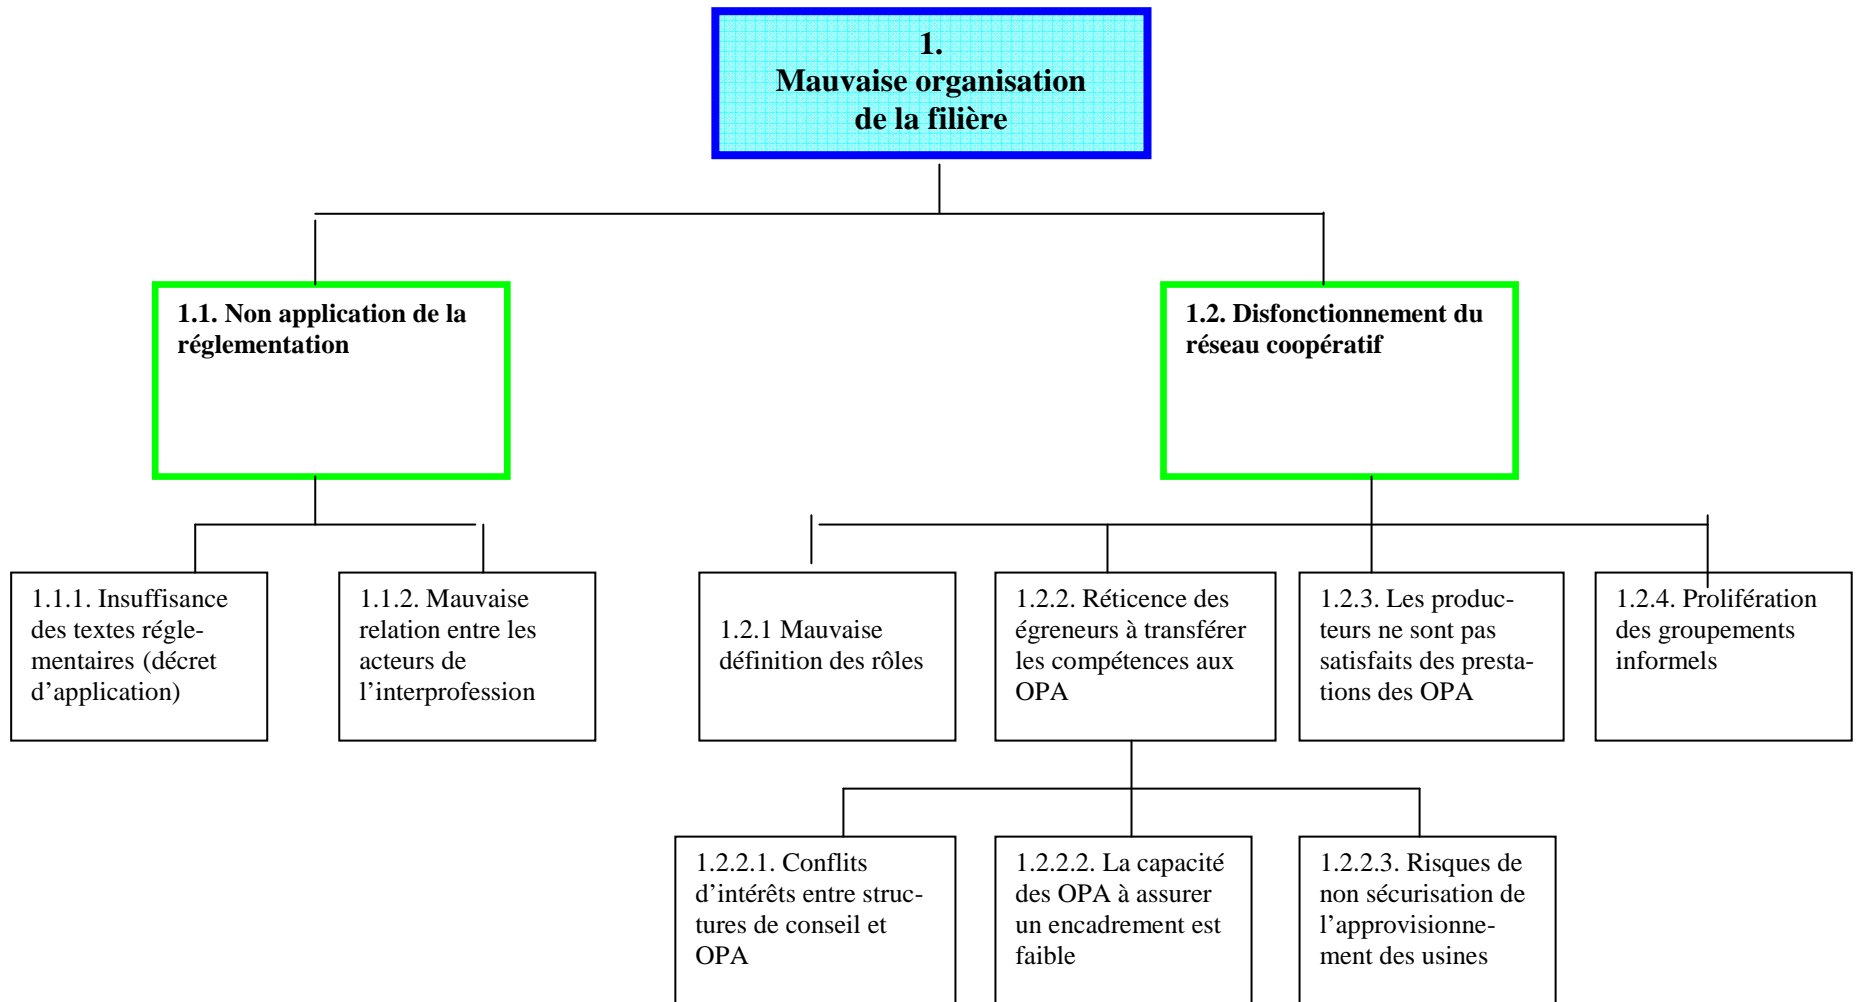 1.
Mauvaise organisation
de la filière
1.1. Non application de la
réglementation
1.2. Disfonctionnement du
réseau coopératif
1.1.1. Insuffisance
des textes régle-
mentaires (décret
d’application)
1.1.2. Mauvaise
relation entre les
acteurs de
l’interprofession
1.2.1 Mauvaise
définition des rôles
1.2.2. Réticence des
égreneurs à transférer
les compétences aux
OPA
1.2.3. Les produc-
teurs ne sont pas
satisfaits des presta-
tions des OPA
1.2.4. Prolifération
des groupements
informels
1.2.2.1. Conflits
d’intérêts entre struc-
tures de conseil et
OPA
1.2.2.2. La capacité
des OPA à assurer
un encadrement est
faible
1.2.2.3. Risques de
non sécurisation de
l’approvisionne-
ment des usines